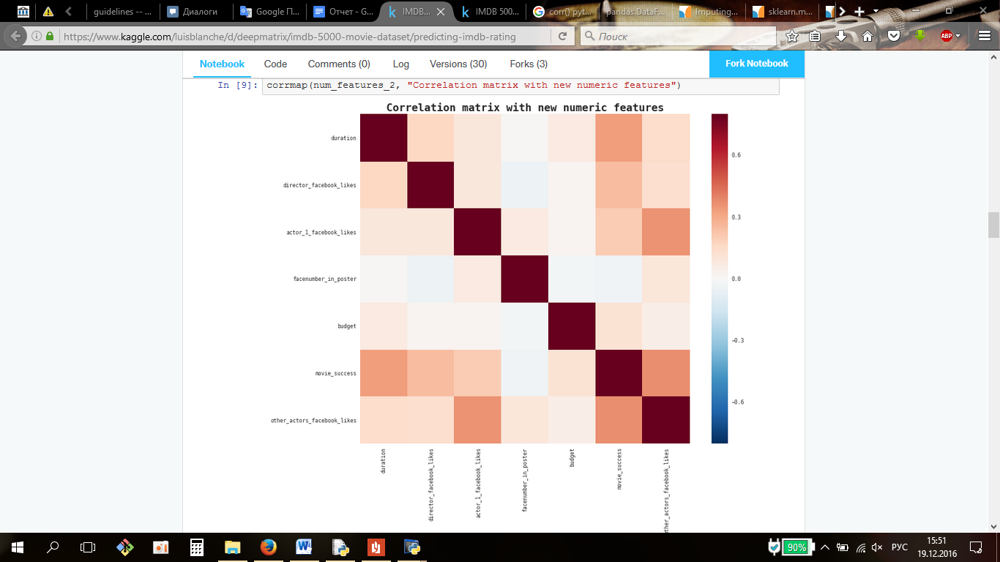 guidelines -- ...
Диалоги
Google П...
Отчет - G...
IMDB...
IMDB 500...
corr() pyt...
pandas.DataF...
Imputing...
sklearn.m...
https://www.kaggle.com/luisblanche/d/deepmatrix/imdb-5000-movie-dataset/predicting-imdb-rating
Поиск
ABP
Notebook Code Comments (0) Log Versions (30) Forks (3) Fork Notebook
In [9]: corrmap(num_features_2, "Correlation matrix with new numeric features")
Correlation matrix with new numeric features
duration
director_facebook_likes
actor_1_facebook_likes
facenumber_in_poster
budget
movie_success
other_actors_facebook_likes
0.6
0.3
0.0
-0.3
-0.6
duration
director_facebook_likes
actor_1_facebook_likes
facenumber_in_poster
budget
movie_success
ther_actors_facebook_likes
90%
РУС
15:51
19.12.2016